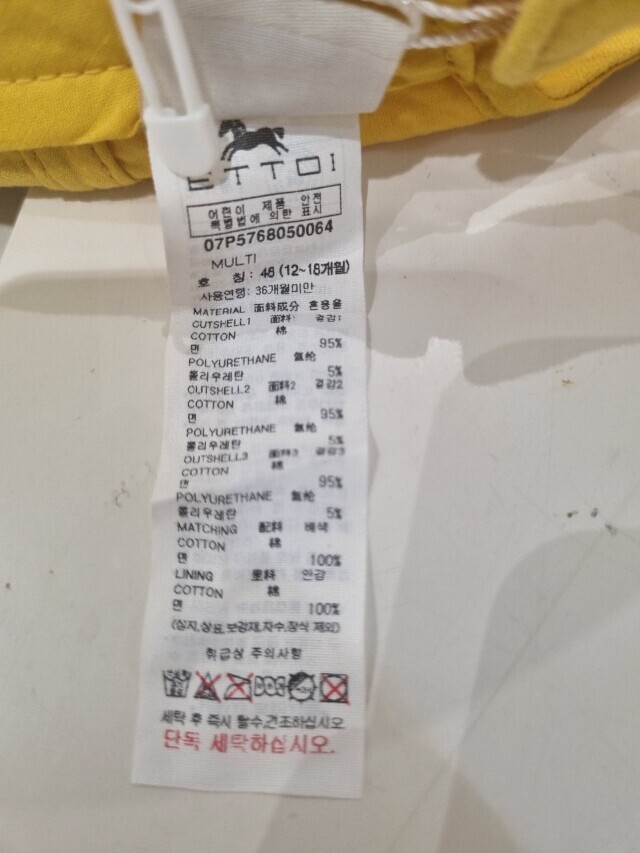 ETTOI
어린이 제품 안전
특별법에 의한 표시
07P5768050064
MULTI
호 칭: 48 (12~18개월)
사용연령: 36개월미만
MATERIAL 面料成分 혼용율
OUTSHELL1 面料1 겉감1
COTTON 棉
면 95%
POLYURETHANE 氨纶
폴리우레탄 5%
OUTSHELL2 面料2 겉감2
COTTON 棉
면 95%
POLYURETHANE 氨纶
폴리우레탄 5%
OUTSHELL3 面料3 겉감3
COTTON 棉
면 95%
POLYURETHANE 氨纶
폴리우레탄 5%
MATCHING 配料 배색
COTTON 棉
면 100%
LINING 里料 안감
COTTON 棉
면 100%
(심지,상표,보강재,자수,장식 제외)
취급상 주의사항
세탁 후 즉시 탈수,건조하십시오
단독 세탁하십시오.